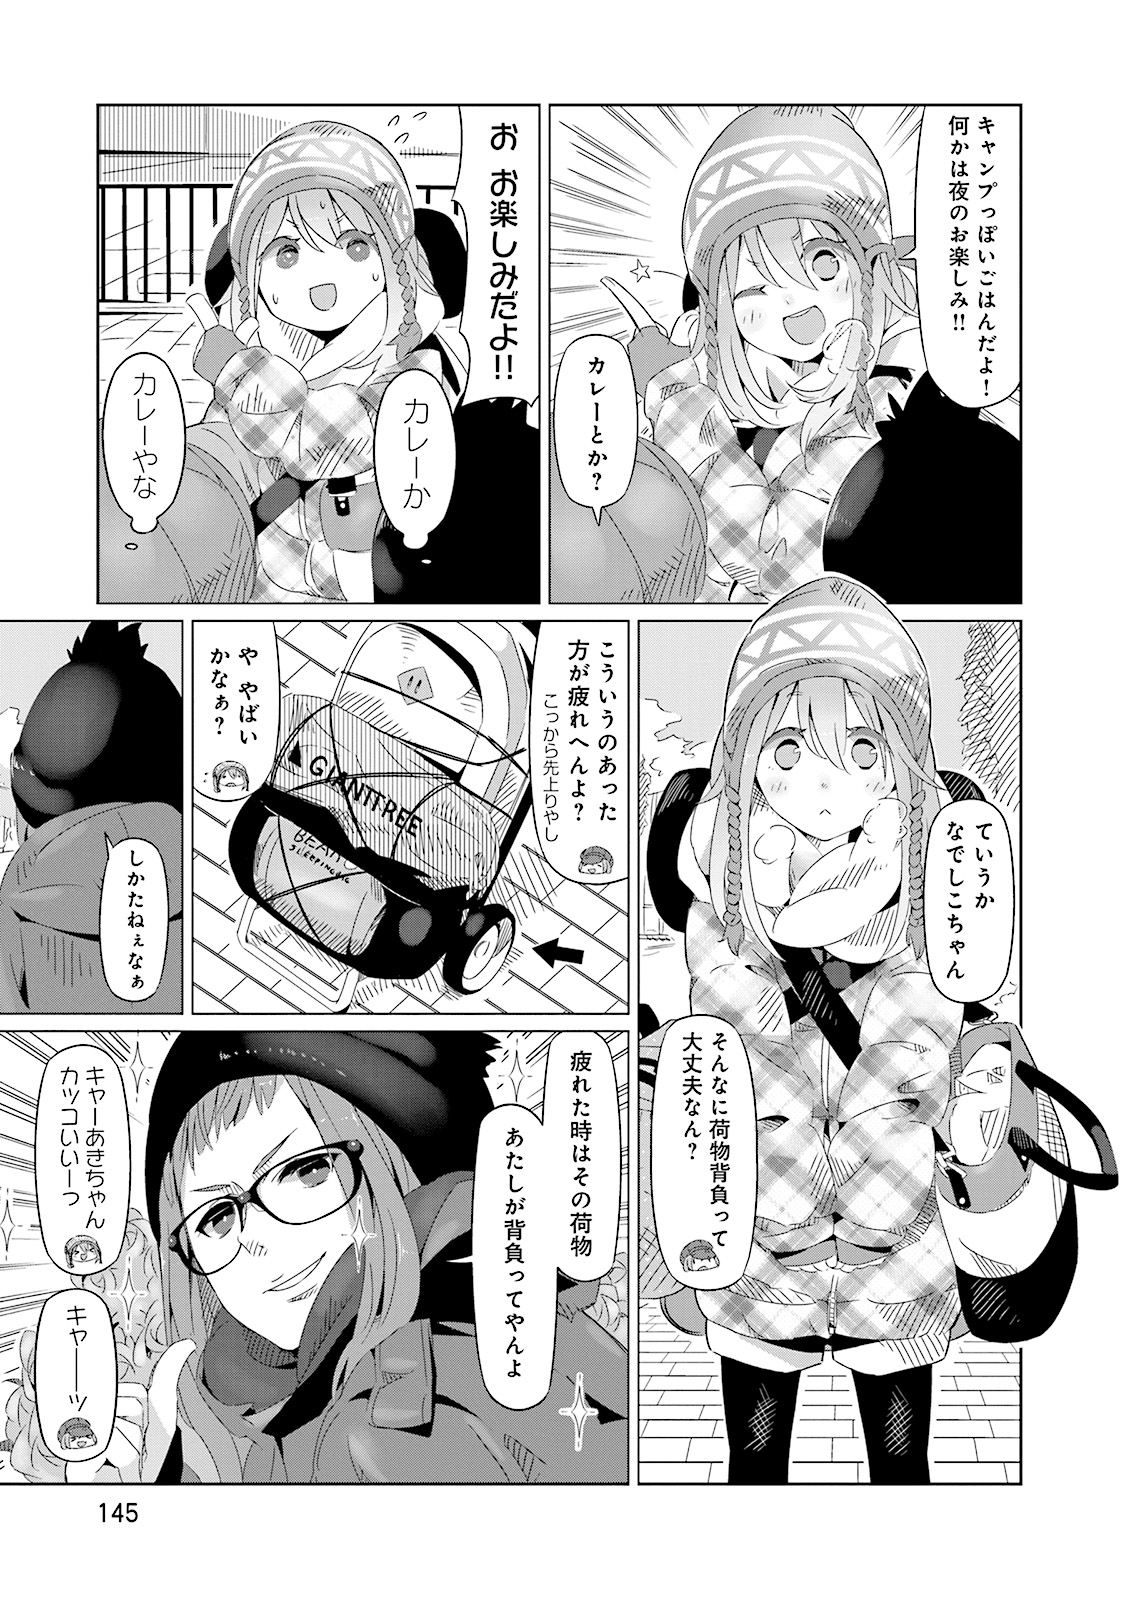 キャンプっぽいごはんだよ！
何かは夜のお楽しみ!!
カレーとか？
お お楽しみだよ!!
カレーか
カレーやな
ていうか
なでしこちゃん
そんなに荷物背負って
大丈夫なん？
こういうのあった
方が疲れへんよ？
こっから先上りやし
GIANTTREE
BEAR'S
SLEEPINGBAG
や やばい
かなぁ？
しかたねぇなぁ
疲れた時はその荷物
あたしが背負ってやんよ
キャーあきちゃん
カッコいいーっ
キャーーッ
145